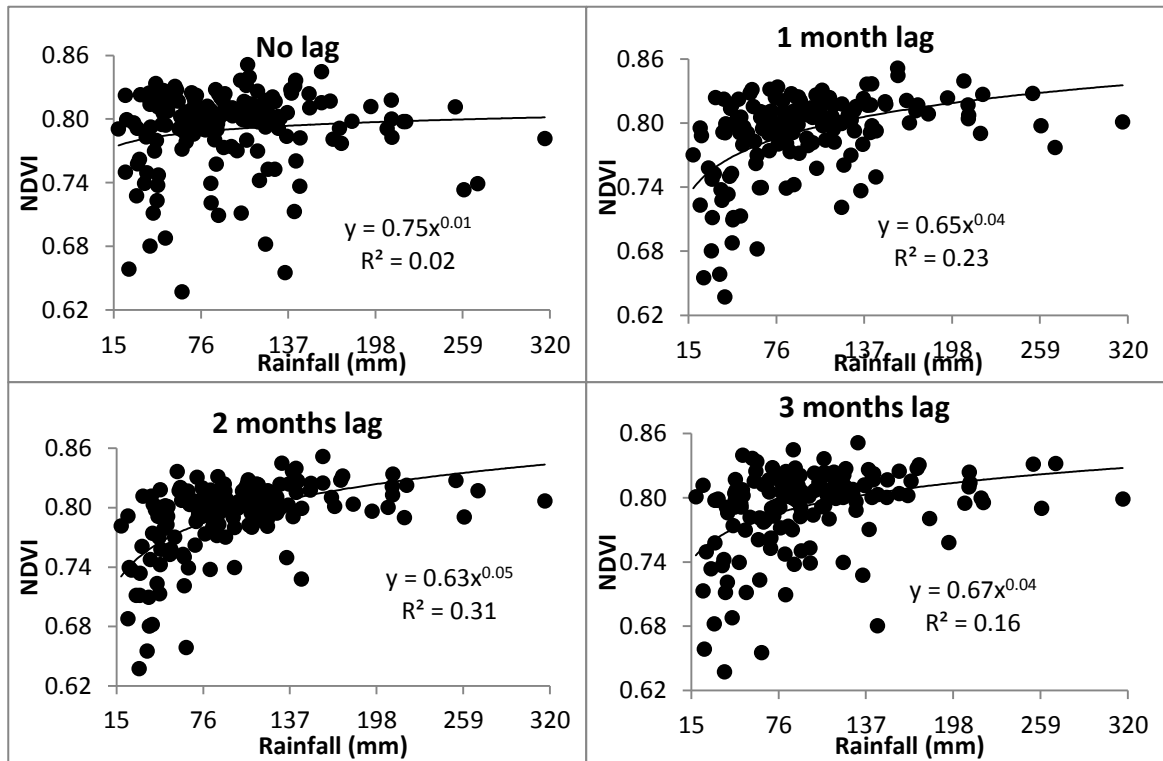 No lag
0.86
0.80
0.74
0.68
0.62
NDVI
y = 0.75x^0.01
R² = 0.02
15 76 137 198 259 320
Rainfall (mm)
1 month lag
0.86
0.80
0.74
0.68
0.62
NDVI
y = 0.65x^0.04
R² = 0.23
15 76 137 198 259 320
Rainfall (mm)
2 months lag
0.86
0.80
0.74
0.68
0.62
NDVI
y = 0.63x^0.05
R² = 0.31
15 76 137 198 259 320
Rainfall (mm)
3 months lag
0.86
0.80
0.74
0.68
0.62
NDVI
y = 0.67x^0.04
R² = 0.16
15 76 137 198 259 320
Rainfall (mm)